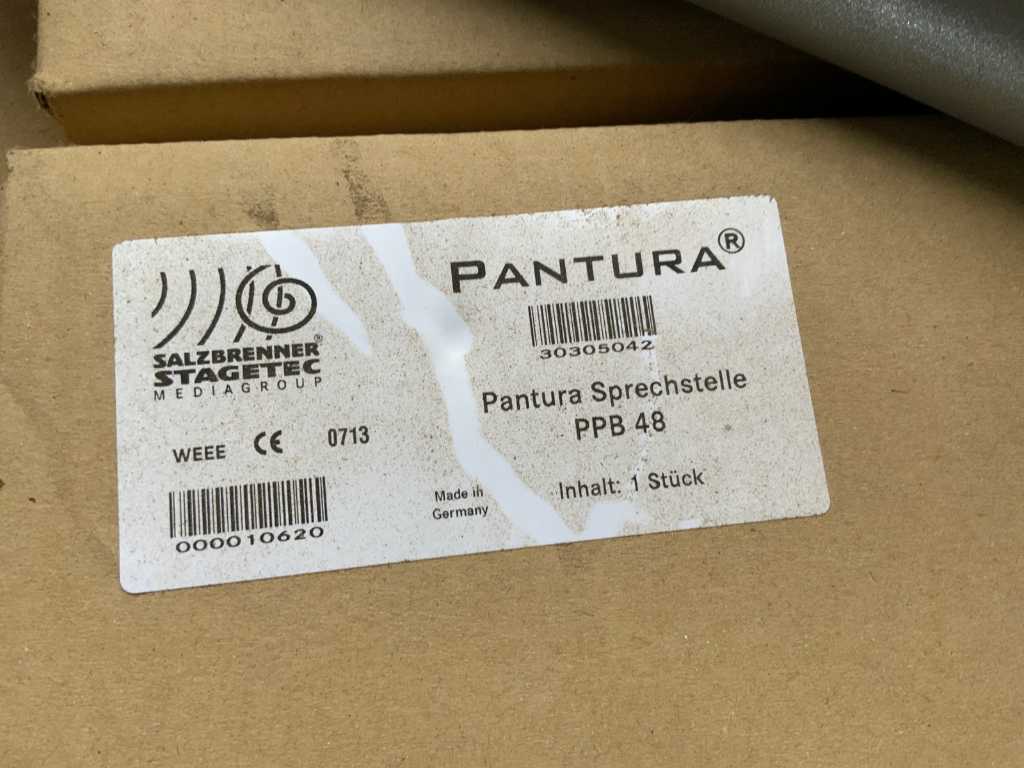 SALZBRENNER®
STAGETEC
MEDIAGROUP
WEEE CE 0713
000010620
PANTURA®
30305042
Pantura Sprechstelle
PPB 48
Made in
Germany
Inhalt: 1 Stück